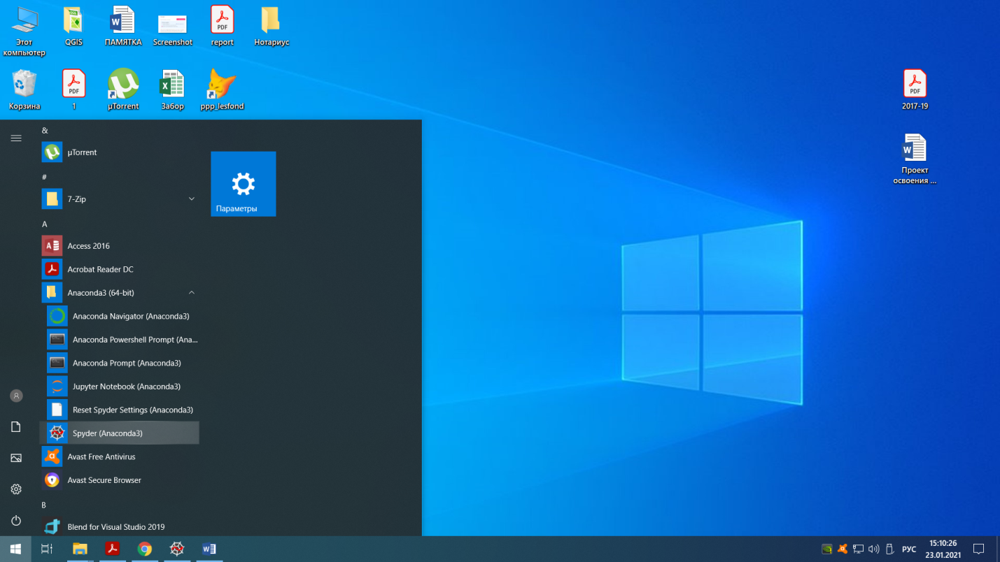 Этот
компьютер
QGIS
ПАМЯТКА
Screenshot
report
Нотариус
Корзина
1
µTorrent
Забор
ppp_lesfond
2017-19
Проект
освоения ...
&
µTorrent
#
7-Zip
Параметры
A
Access 2016
Acrobat Reader DC
Anaconda3 (64-bit)
Anaconda Navigator (Anaconda3)
Anaconda Powershell Prompt (Ana...
Anaconda Prompt (Anaconda3)
Jupyter Notebook (Anaconda3)
Reset Spyder Settings (Anaconda3)
Spyder (Anaconda3)
Avast Free Antivirus
Avast Secure Browser
B
Blend for Visual Studio 2019
РУС
15:10:26
23.01.2021